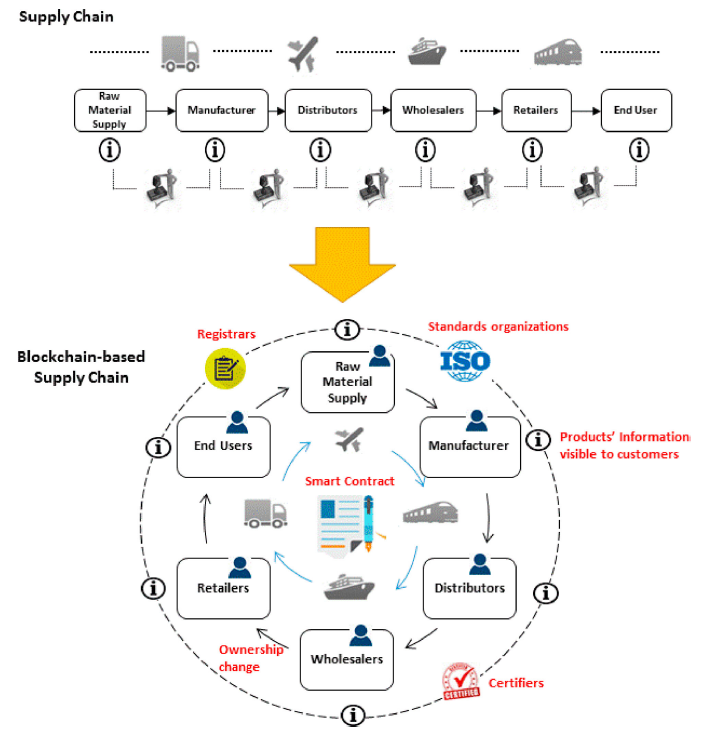 Supply Chain
Raw
Material
Supply
Manufacturer
Distributors
Wholesalers
Retailers
End User
i
i
i
i
i
i
Blockchain-based
Supply Chain
Registrars
i
Standards organizations
ISO
Raw
Material
Supply
End Users
Manufacturer
i
i
Products' Information
visible to customers
Smart Contract
Retailers
Distributors
i
i
Ownership
change
Wholesalers
CERTIFIED
Certifiers
i